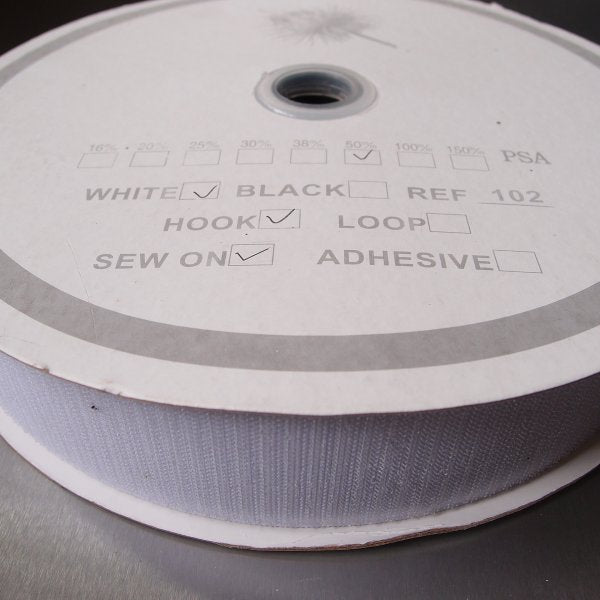 16% 20% 25% 30% 38% 50% 100% 150% PSA
WHITE BLACK REF 102
HOOK LOOP
SEW ON ADHESIVE